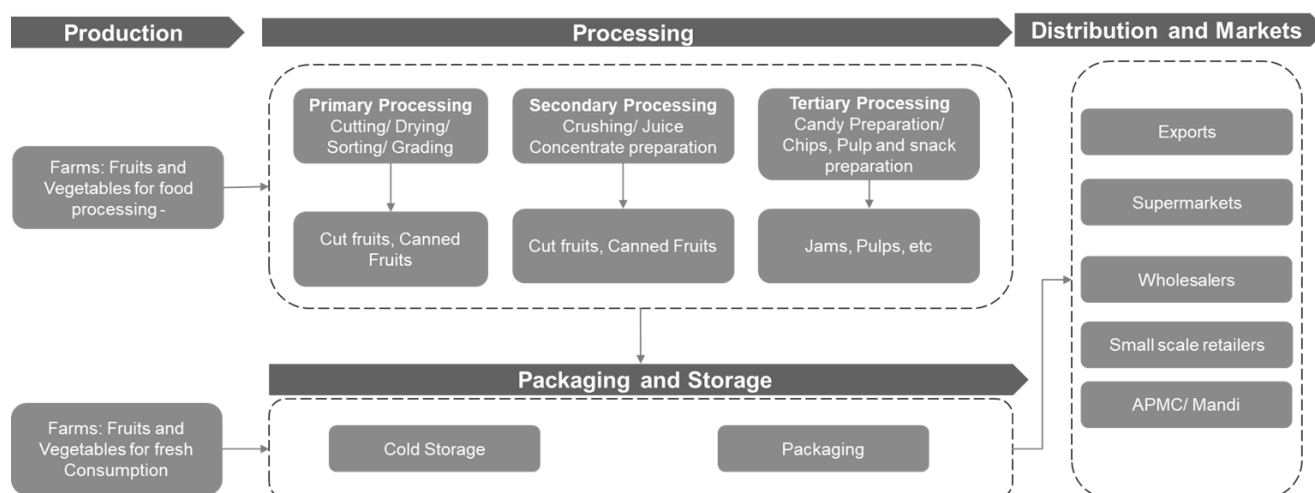 Production
Processing
Distribution and Markets
Farms: Fruits and
Vegetables for food
processing -
Primary Processing
Cutting/ Drying/
Sorting/ Grading
Secondary Processing
Crushing/ Juice
Concentrate preparation
Tertiary Processing
Candy Preparation/
Chips, Pulp and snack
preparation
Cut fruits, Canned
Fruits
Cut fruits, Canned Fruits
Jams, Pulps, etc
Exports
Supermarkets
Wholesalers
Small scale retailers
APMC/ Mandi
Packaging and Storage
Farms: Fruits and
Vegetables for fresh
Consumption
Cold Storage
Packaging